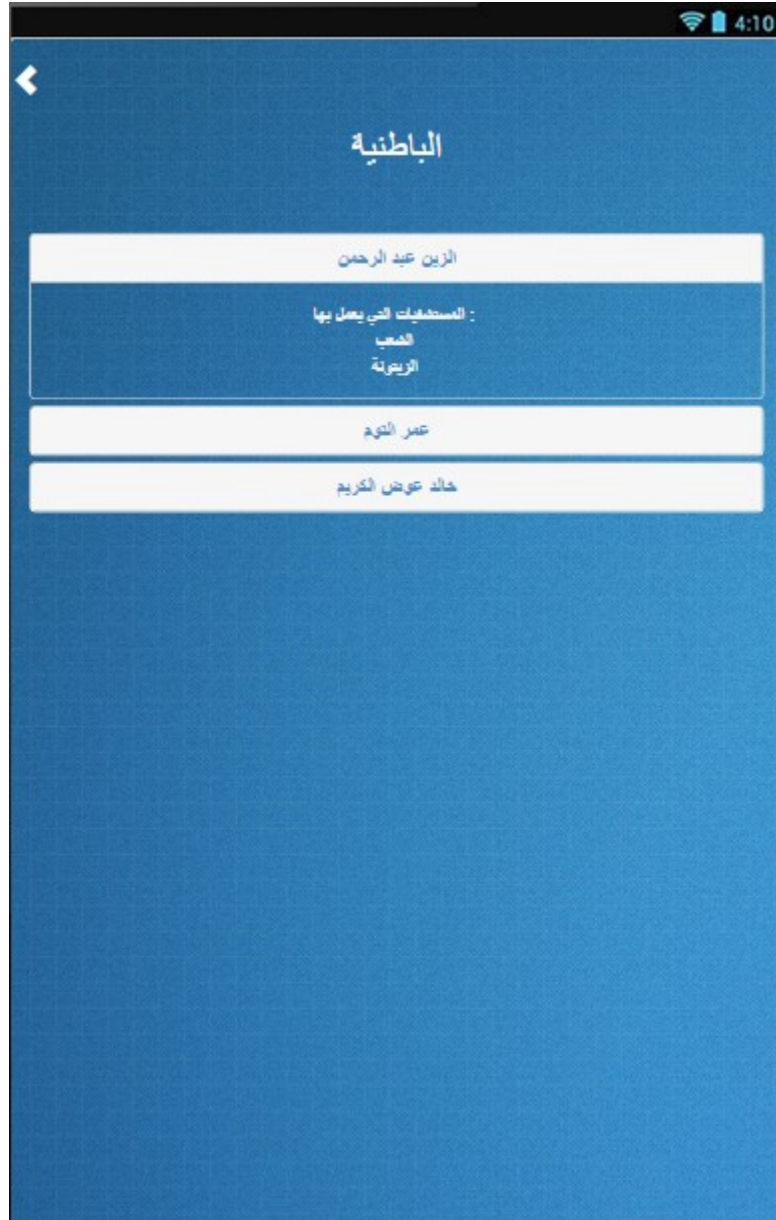 4:10
الباطنية
الزين عبد الرحمن
: المستشفيات التي يعمل بها
الشعب
الزيتونة
عمر التوم
خالد عوض الكريم